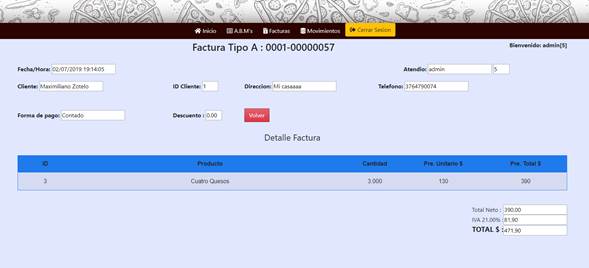 Inicio A.B.M's Facturas Movimientos Cerrar Sesion
Factura Tipo A : 0001-00000057 Bienvenido: admin[5]
Fecha/Hora: 02/07/2019 19:14:05 Atendio: admin 5
Cliente: Maximiliano Zotelo ID Cliente: 1 Direccion: Mi casaaaa Telefono: 3764790074
Forma de pago: Contado Descuento : 0.00 Volver
Detalle Factura
ID Producto Cantidad Pre. Unitario $ Pre. Total $
3 Cuatro Quesos 3.000 130 390
Total Neto : 390,00
IVA 21.00% : 81,90
TOTAL $ : 471,90